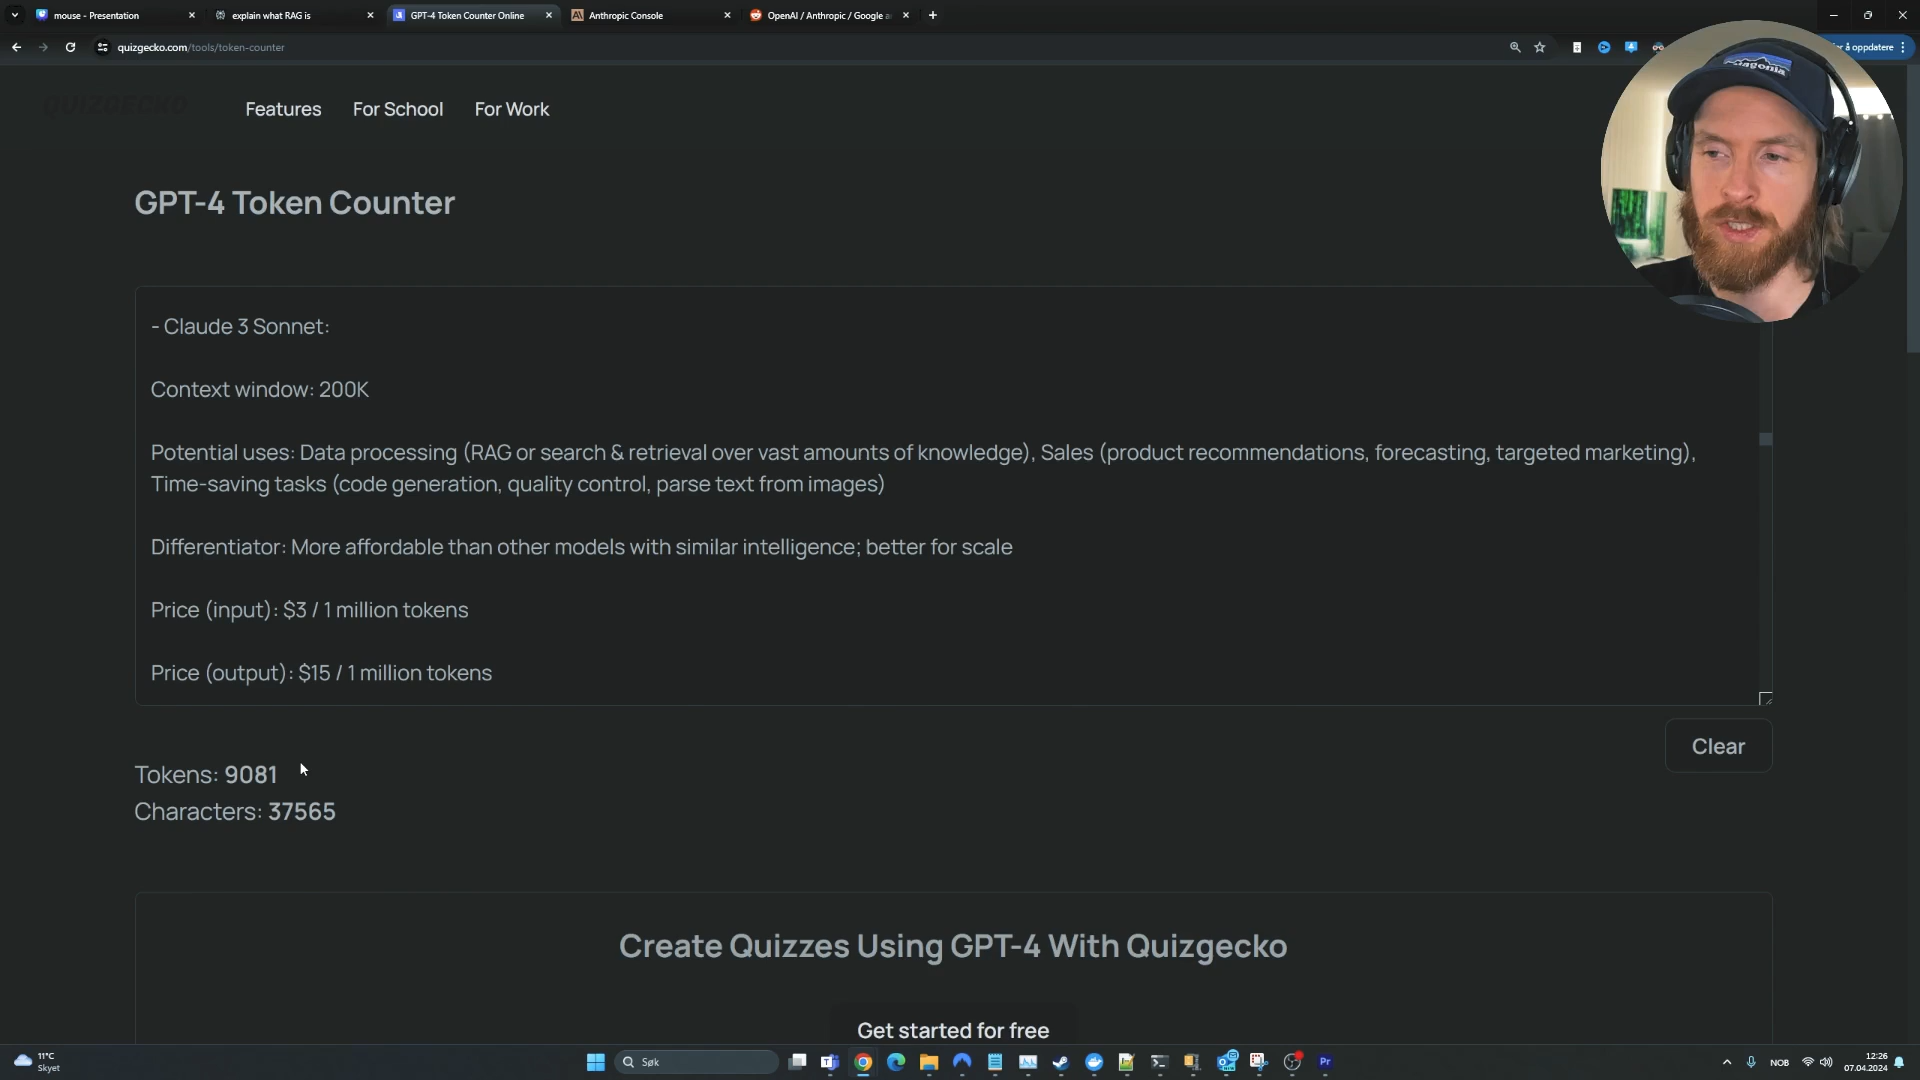 mouse - Presentation
explain what RAG is
GPT-4 Token Counter Online
Anthropic Console
OpenAI / Anthropic / Google a
quizgecko.com/tools/token-counter
r å oppdatere
QUIZGECKO
Features
For School
For Work
patagonia
GPT-4 Token Counter
- Claude 3 Sonnet:
Context window: 200K
Potential uses: Data processing (RAG or search & retrieval over vast amounts of knowledge), Sales (product recommendations, forecasting, targeted marketing),
Time-saving tasks (code generation, quality control, parse text from images)
Differentiator: More affordable than other models with similar intelligence; better for scale
Price (input): $3 / 1 million tokens
Price (output): $15 / 1 million tokens
Clear
Tokens: 9081
Characters: 37565
Create Quizzes Using GPT-4 With Quizgecko
Get started for free
11°C
Skyet
Søk
Pr
NOB
12:26
07.04.2024